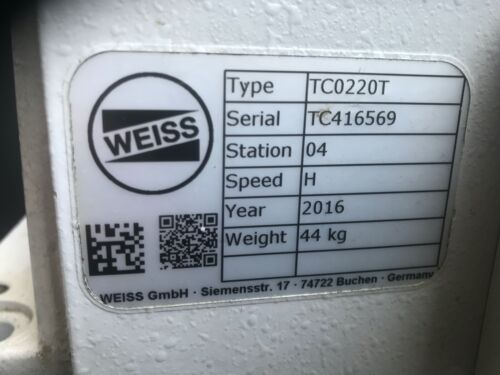 WEISS
Type TC0220T
Serial TC416569
Station 04
Speed H
Year 2016
Weight 44 kg
WEISS GmbH · Siemensstr. 17 · 74722 Buchen · Germany